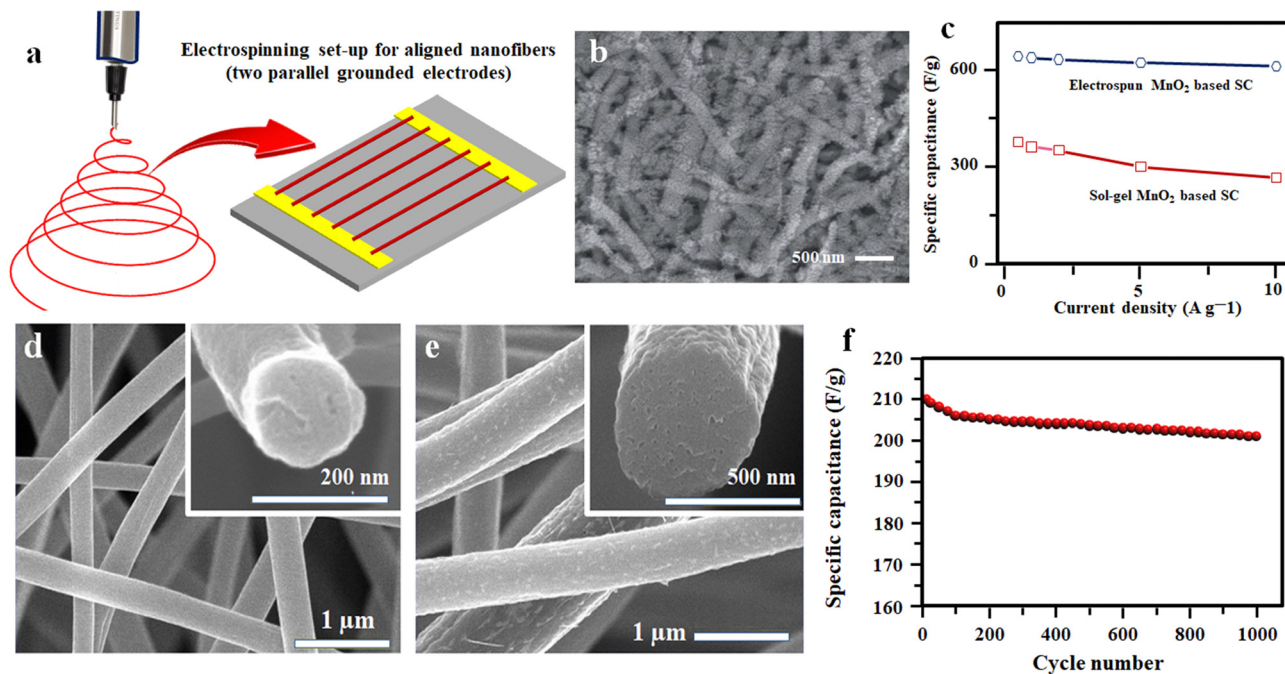 a
Electrospinning set-up for aligned nanofibers
(two parallel grounded electrodes)
b
500 nm
c
Specific capacitance (F/g)
600
300
0
Electrospun MnO₂ based SC
Sol-gel MnO₂ based SC
0
5
10
Current density (A g−1)
d
200 nm
1 µm
e
500 nm
1 µm
f
Specific capacitance (F/g)
220
210
200
195
190
185
180
170
165
160
0
200
400
600
800
1000
Cycle number